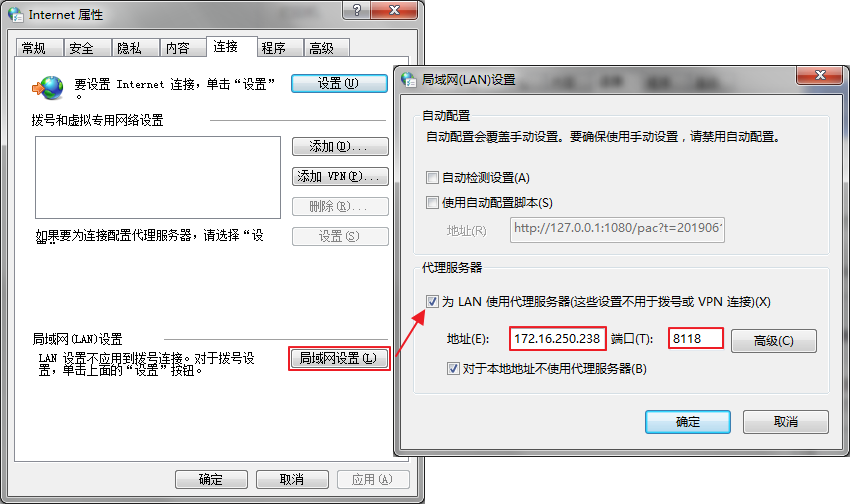 Internet 属性
常规 安全 隐私 内容 连接 程序 高级
要设置 Internet 连接，单击“设置”
。
设置(U)
拨号和虚拟专用网络设置
添加(D)...
添加 VPN(P)...
删除(R)...
如果要为连接配置代理服务器，请选择“设
设置(S)
局域网(LAN)设置
LAN 设置不应用到拨号连接。对于拨号设
置，单击上面的“设置”按钮。
局域网设置(L)
确定 取消 应用(A)
局域网(LAN)设置
自动配置
自动配置会覆盖手动设置。要确保使用手动设置，请禁用自动配置。
自动检测设置(A)
使用自动配置脚本(S)
地址(R) http://127.0.0.1:1080/pac?t=20190
代理服务器
为 LAN 使用代理服务器(这些设置不用于拨号或 VPN 连接)(X)
地址(E): 172.16.250.238 端口(T): 8118 高级(C)
对于本地地址不使用代理服务器(B)
确定 取消